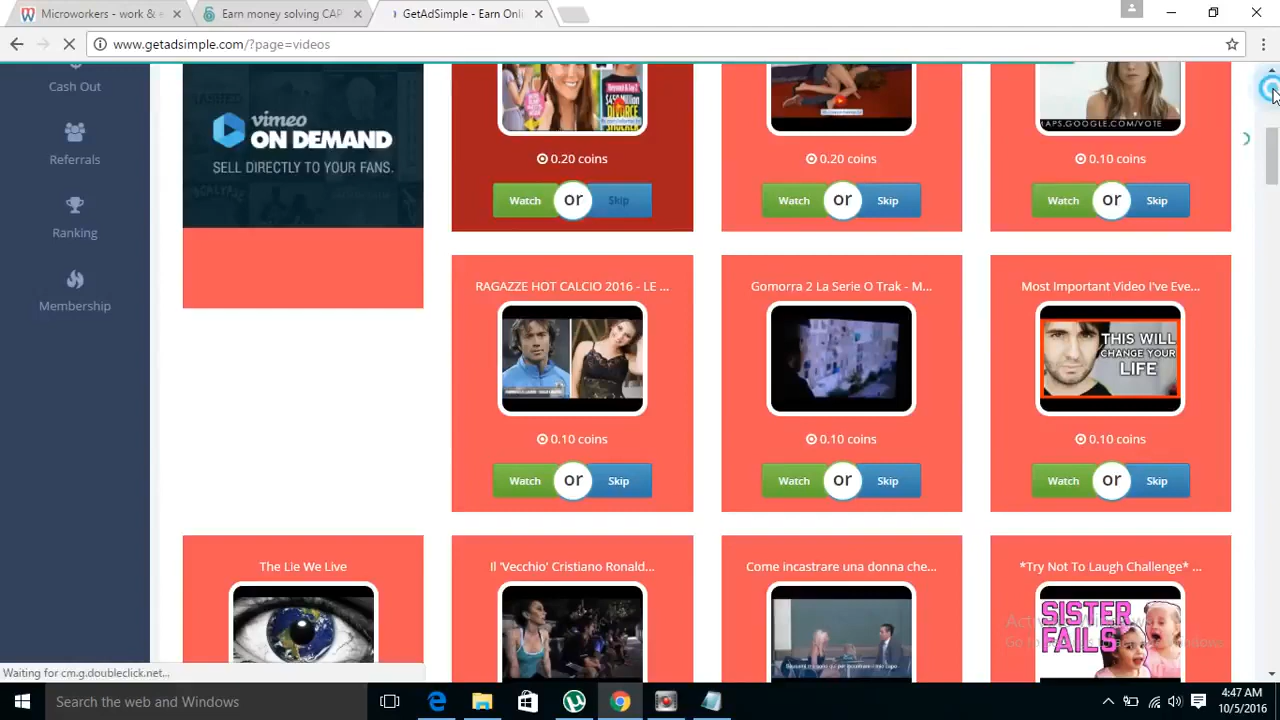 Microworkers - work & e
Earn money solving CAP
GetAdSimple - Earn Onli
www.getadsimple.com/?page=videos
Cash Out
Referrals
Ranking
Membership
vimeo
ON DEMAND
SELL DIRECTLY TO YOUR FANS.
MAPS.GOOGLE.COM/VOTE
0.20 coins
0.20 coins
0.10 coins
Watch or Skip
Watch or Skip
Watch or Skip
RAGAZZE HOT CALCIO 2016 - LE ...
Gomorra 2 La Serie O Trak - M...
Most Important Video I've Eve...
THIS WILL
CHANGE YOUR
LIFE
0.10 coins
0.10 coins
0.10 coins
Watch or Skip
Watch or Skip
Watch or Skip
The Lie We Live
Il 'Vecchio' Cristiano Ronald...
Come incastrare una donna che...
*Try Not To Laugh Challenge* ...
SISTER
FAILS
Waiting for cm.g.doubleclick.net...
Search the web and Windows
4:47 AM
10/5/2016